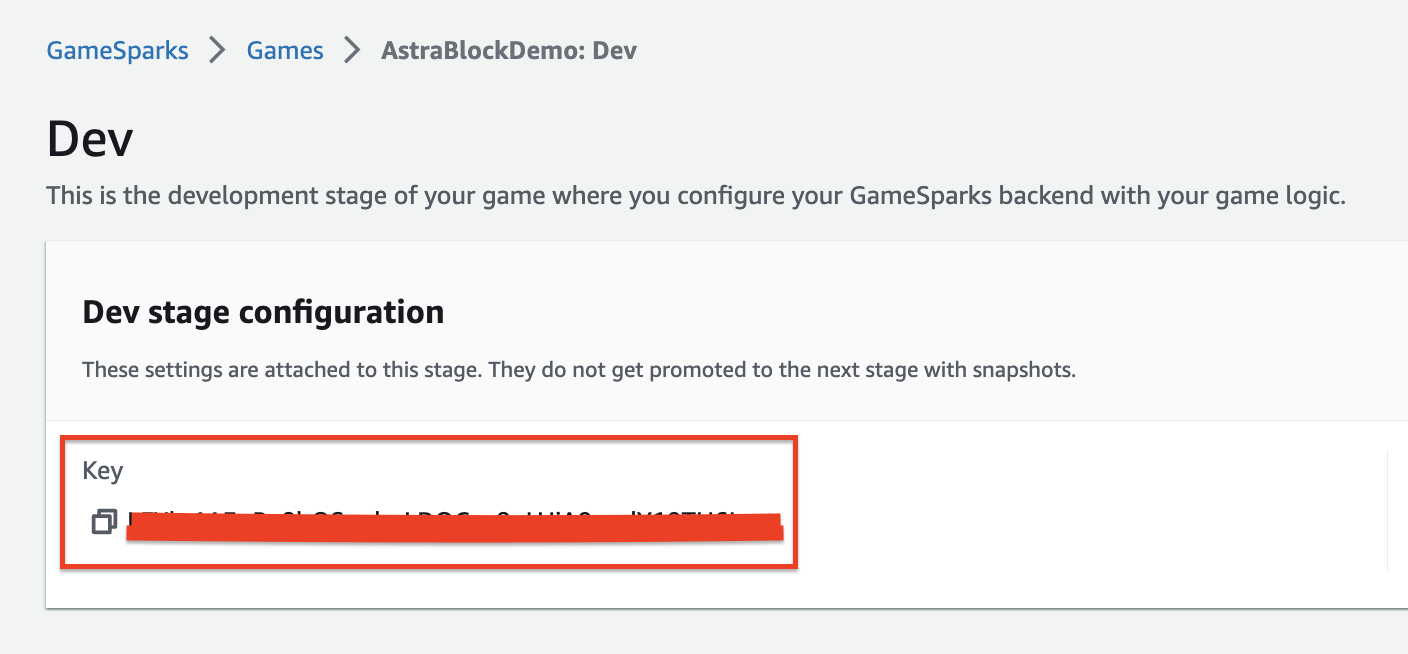 GameSparks > Games > AstraBlockDemo: Dev
Dev
This is the development stage of your game where you configure your GameSparks backend with your game logic.
Dev stage configuration
These settings are attached to this stage. They do not get promoted to the next stage with snapshots.
Key